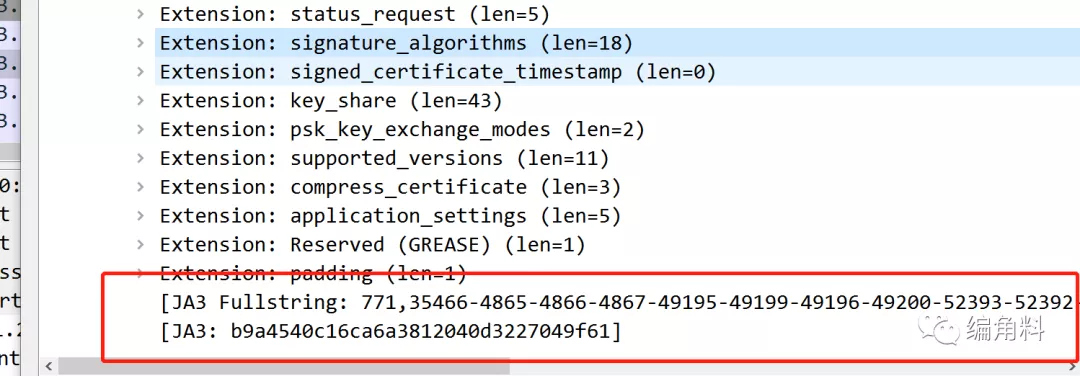 3.
Extension: status_request (len=5)
Extension: signature_algorithms (len=18)
3.
Extension: signed_certificate_timestamp (len=0)
3.
Extension: key_share (len=43)
3.
Extension: psk_key_exchange_modes (len=2)
Extension: supported_versions (len=11)
0:
Extension: compress_certificate (len=3)
t
Extension: application_settings (len=5)
t
Extension: Reserved (GREASE) (len=1)
ss
Extension: padding (len=1)
rt
[JA3 Fullstring: 771,35466-4865-4866-4867-49195-49199-49196-49200-52393-52392-
[JA3: b9a4540c16ca6a3812040d3227049f61]
编角料
nt